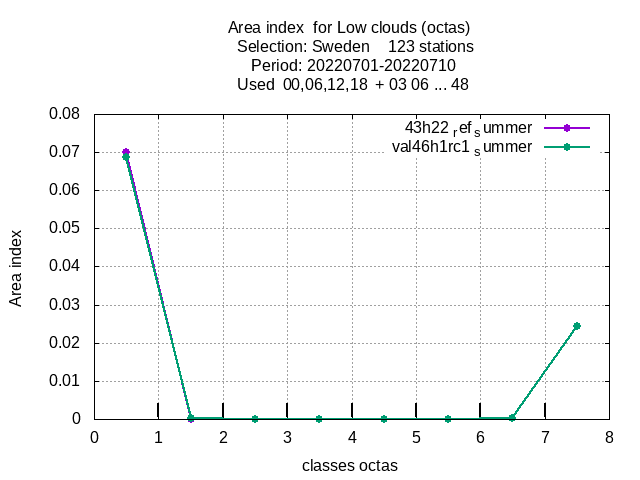 Area index for Low clouds (octas)
Selection: Sweden 123 stations
Period: 20220701-20220710
Used 00,06,12,18 + 03 06 ... 48
43h22 ref summer
val46h1rc1 summer
0.08
0.07
0.06
0.05
0.04
0.03
0.02
0.01
0
Area index
0 1 2 3 4 5 6 7 8
classes octas